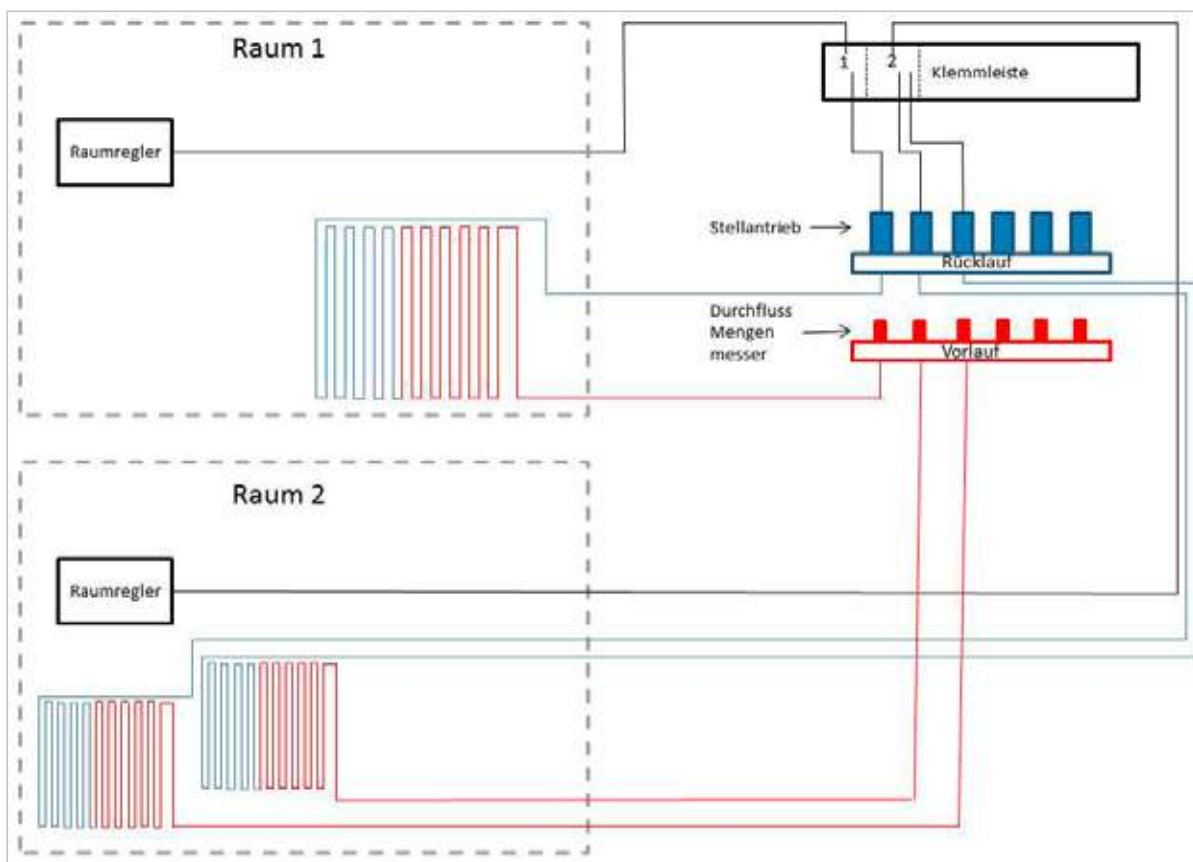 Raum 1
1
2
Klemmleiste
Raumregler
Stellantrieb
Rücklauf
Durchfluss
Mengen
messer
Vorlauf
Raum 2
Raumregler